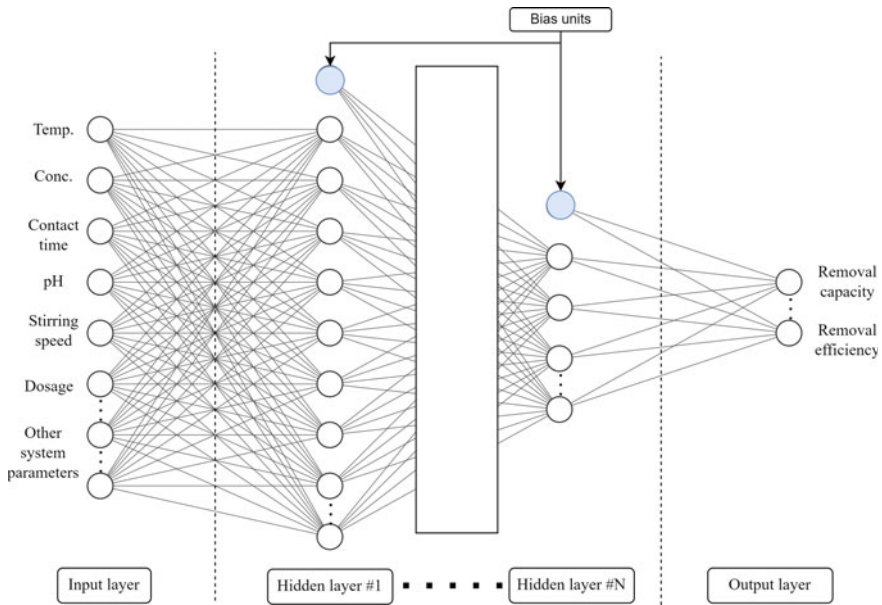 Bias units
Temp.
Conc.
Contact
time
pH
Stirring
speed
Dosage
Other
system
parameters
Removal
capacity
Removal
efficiency
Input layer
Hidden layer #1
Hidden layer #N
Output layer